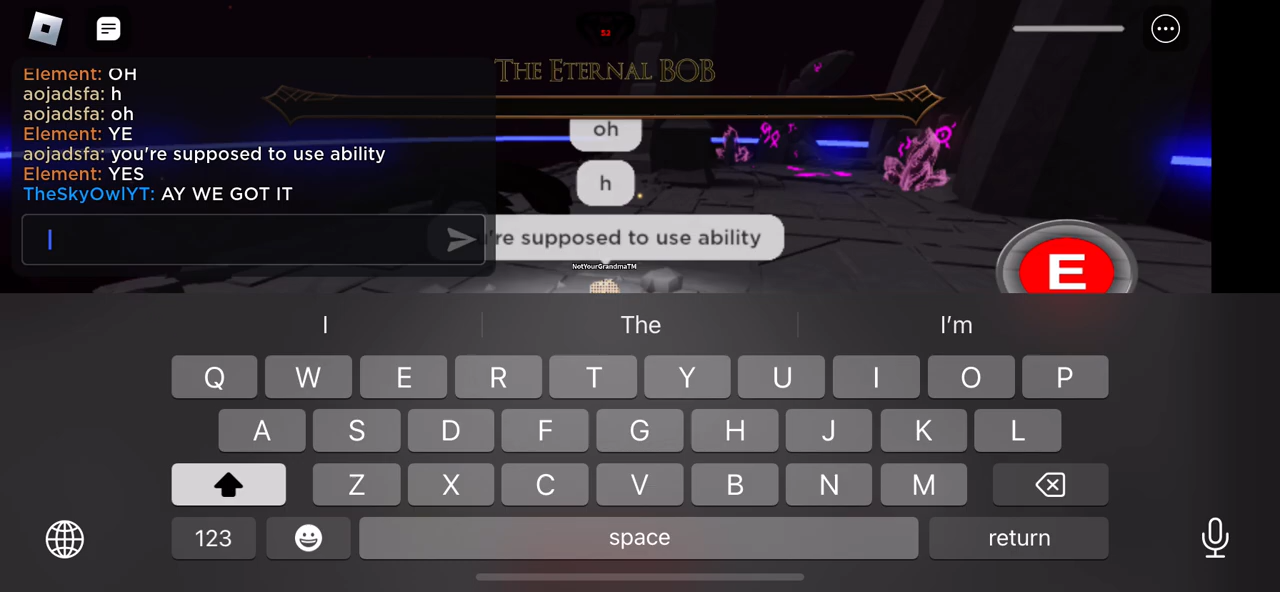 52
THE ETERNAL BOB
Element: OH
aojadsfa: h
aojadsfa: oh
Element: YE
aojadsfa: you're supposed to use ability
Element: YES
TheSkyOwlYT: AY WE GOT IT
oh
h
're supposed to use ability
NotYourGrandmaTM
E
I
The
I'm
Q W E R T Y U I O P
A S D F G H J K L
Z X C V B N M
123
space
return